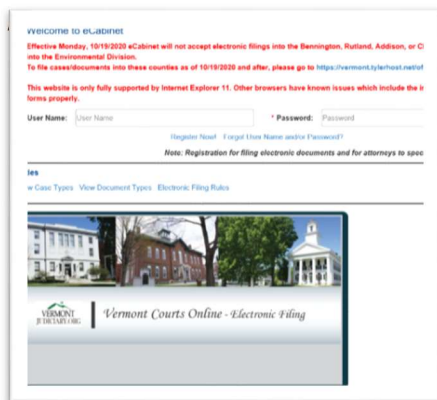 Welcome to eCabinet
Effective Monday, 10/19/2020 eCabinet will not accept electronic filings into the Bennington, Rutland, Addison, or C
into the Environmental Division.
To file cases/documents into these counties as of 10/19/2020 and after, please go to https://vermont.tylerhost.net/of
This website is only fully supported by Internet Explorer 11. Other browsers have known issues which include the i
forms properly.
User Name: User Name * Password: Password
Register Now! Forgot User Name and/or Password?
Note: Registration for filing electronic documents and for attorneys to spec
les
w Case Types View Document Types Electronic Filing Rules
VERMONT
JUDICIARY.ORG
Vermont Courts Online - Electronic Filing